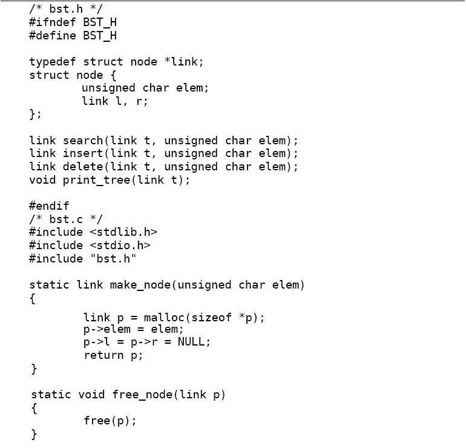 /* bst.h */
#ifndef BST_H
#define BST_H
typedef struct node *link;
struct node {
unsigned char elem;
link l, r;
};
link search(link t, unsigned char elem);
link insert(link t, unsigned char elem);
link delete(link t, unsigned char elem);
void print_tree(link t);
#endif
/* bst.c */
#include <stdlib.h>
#include <stdio.h>
#include "bst.h"
static link make_node(unsigned char elem)
{
link p = malloc(sizeof *p);
p->elem = elem;
p->l = p->r = NULL;
return p;
}
static void free_node(link p)
{
free(p);
}